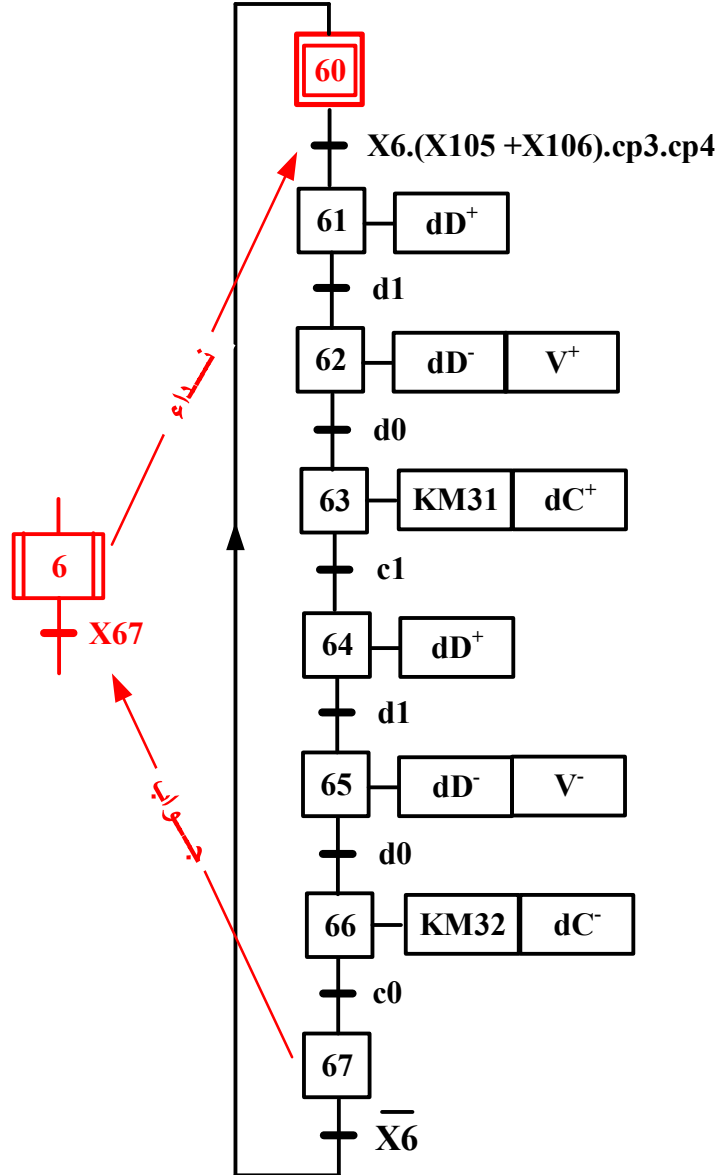 60
X6.(X105 +X106).cp3.cp4
61 dD⁺
d1
نداء
62 dD⁻ V⁺
d0
63 KM31 dC⁺
6
c1
X67
64 dD⁺
d1
جواب
65 dD⁻ V⁻
d0
66 KM32 dC⁻
c0
67
X̅6̅